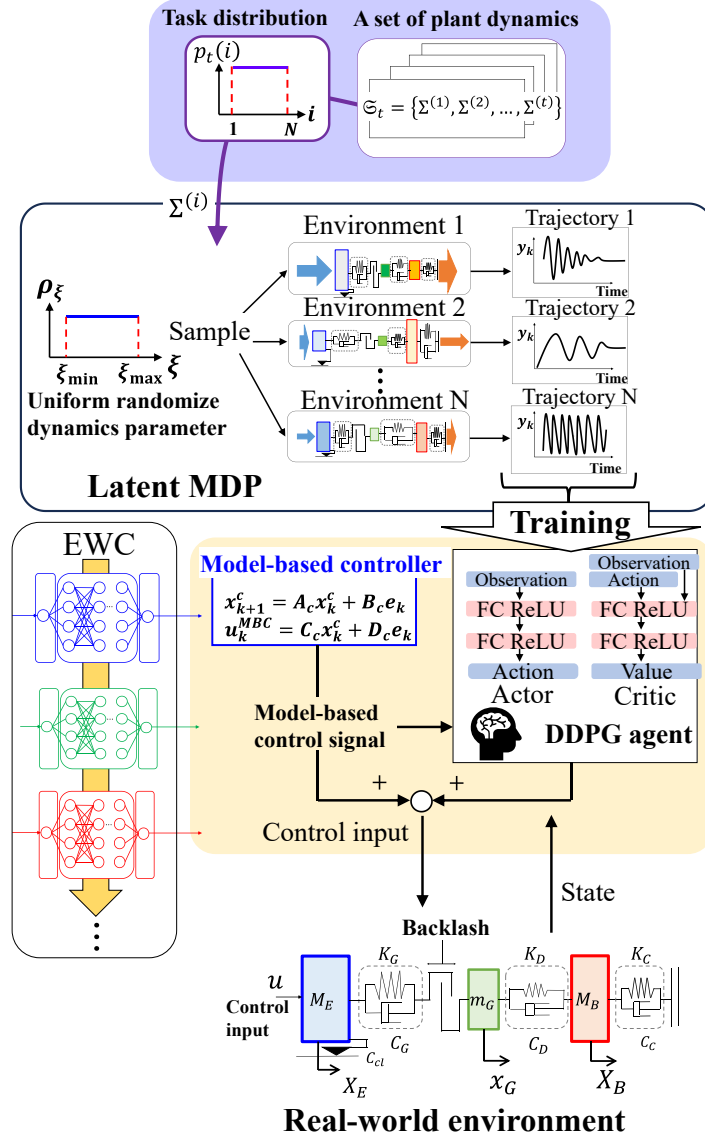 Task distribution
A set of plant dynamics
p_t(i)
1 N i
𝔖_t = {Σ^(1), Σ^(2), ..., Σ^(t)}
Σ^(i)
ρ_ξ
ξ_min ξ_max ξ
Uniform randomize
dynamics parameter
Sample
Environment 1
Environment 2
Environment N
Trajectory 1
y_k
Time
Trajectory 2
y_k
Time
Trajectory N
y_k
Time
Latent MDP
Training
EWC
Model-based controller
x^c_{k+1} = A_c x^c_k + B_c e_k
u^{MBC}_k = C_c x^c_k + D_c e_k
Observation
FC ReLU
FC ReLU
Action
Actor
Observation
Action
FC ReLU
FC ReLU
Value
Critic
DDPG agent
Model-based
control signal
+ +
Control input
State
Backlash
u
Control
input
M_E
K_G
C_G
C_cl
X_E
m_G
x_G
K_D
C_D
M_B
X_B
K_C
C_C
Real-world environment